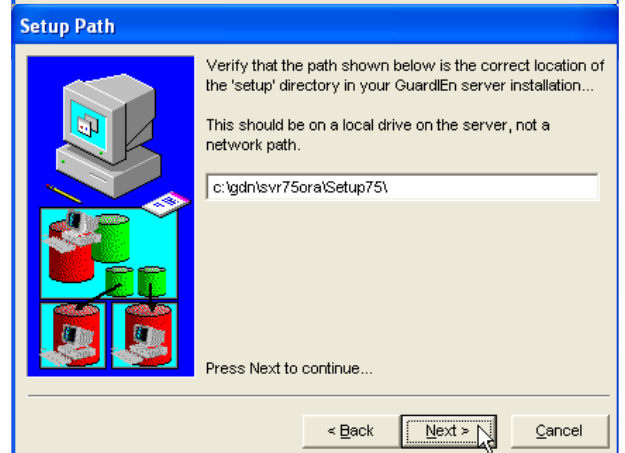 Setup Path
Verify that the path shown below is the correct location of
the 'setup' directory in your GuardIEn server installation...
This should be on a local drive on the server, not a
network path.
c:\gdn\svr75ora\Setup75\
Press Next to continue...
< Back
Next >
Cancel